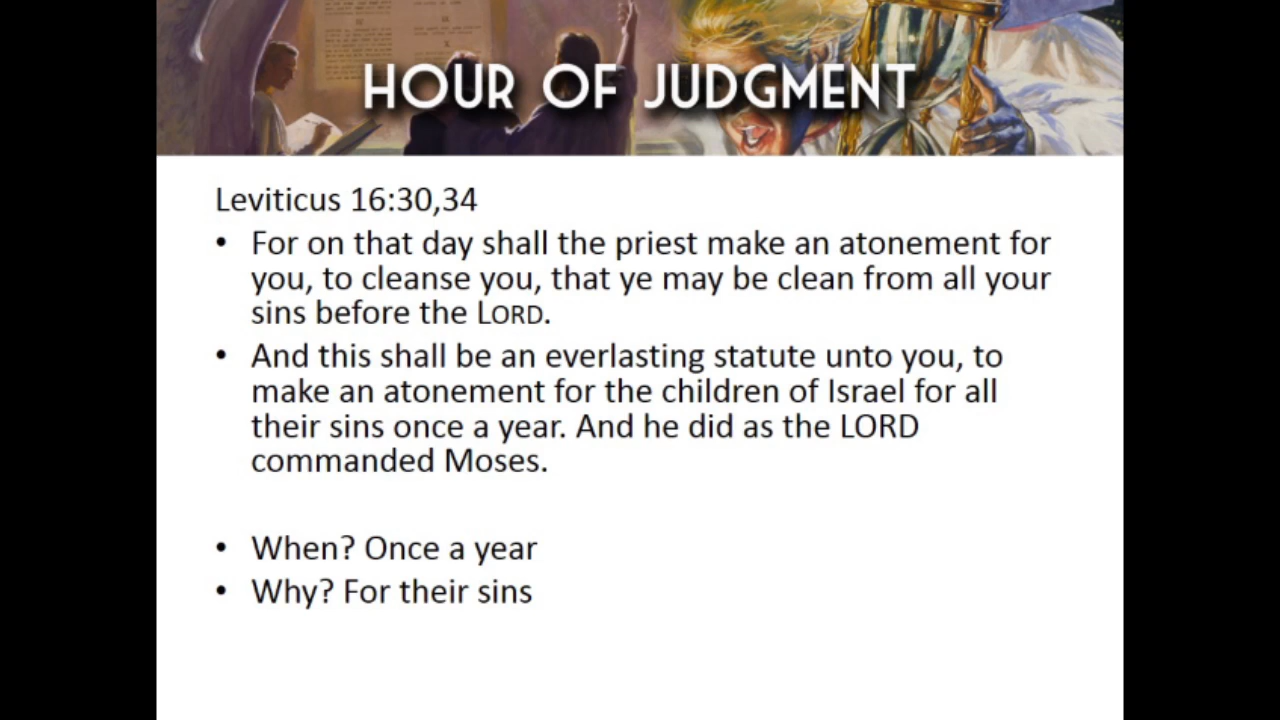 HOUR OF JUDGMENT
Leviticus 16:30,34
• For on that day shall the priest make an atonement for
you, to cleanse you, that ye may be clean from all your
sins before the LORD.
• And this shall be an everlasting statute unto you, to
make an atonement for the children of Israel for all
their sins once a year. And he did as the LORD
commanded Moses.
• When? Once a year
• Why? For their sins